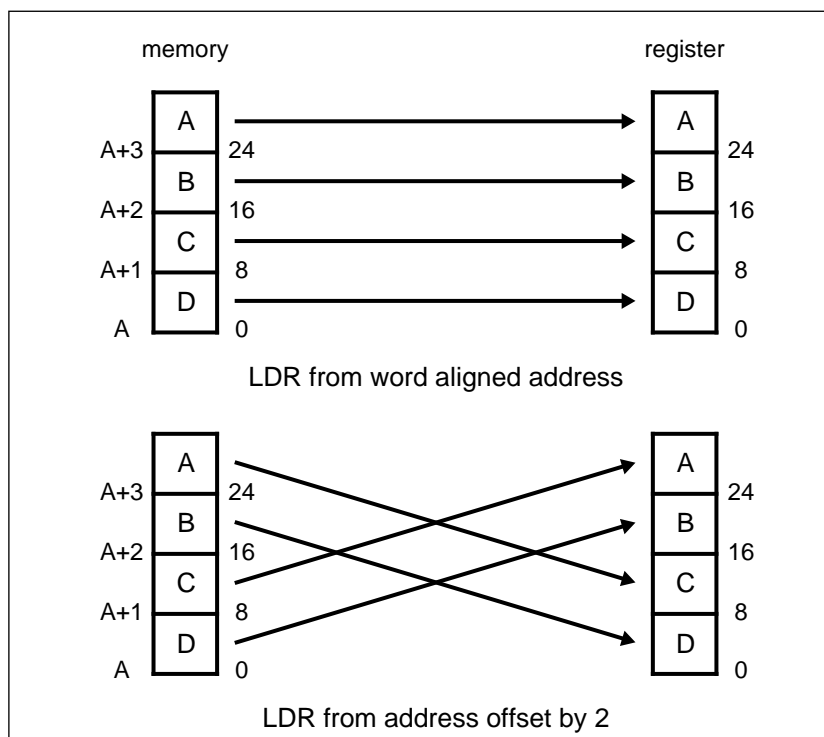 memory register
A A
A+3 24 24
B B
A+2 16 16
C C
A+1 8 8
D D
A 0 0
LDR from word aligned address
A A
A+3 24 24
B B
A+2 16 16
C C
A+1 8 8
D D
A 0 0
LDR from address offset by 2